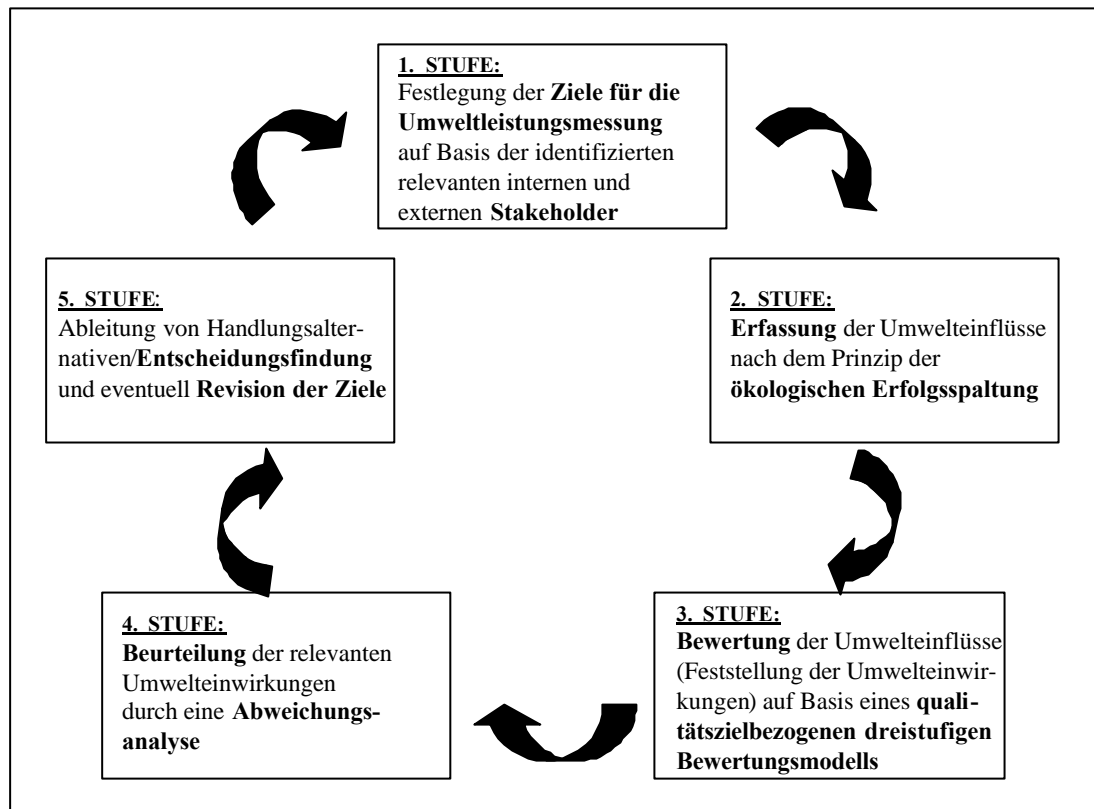 1. STUFE:
Festlegung der Ziele für die
Umweltleistungsmessung
auf Basis der identifizierten
relevanten internen und
externen Stakeholder
2. STUFE:
Erfassung der Umwelteinflüsse
nach dem Prinzip der
ökologischen Erfolgsspaltung
3. STUFE:
Bewertung der Umwelteinflüsse
(Feststellung der Umwelteinwir-
kungen) auf Basis eines quali-
tätszielbezogenen dreistufigen
Bewertungsmodells
4. STUFE:
Beurteilung der relevanten
Umwelteinwirkungen
durch eine Abweichungs-
analyse
5. STUFE:
Ableitung von Handlungsalter-
nativen/Entscheidungsfindung
und eventuell Revision der Ziele